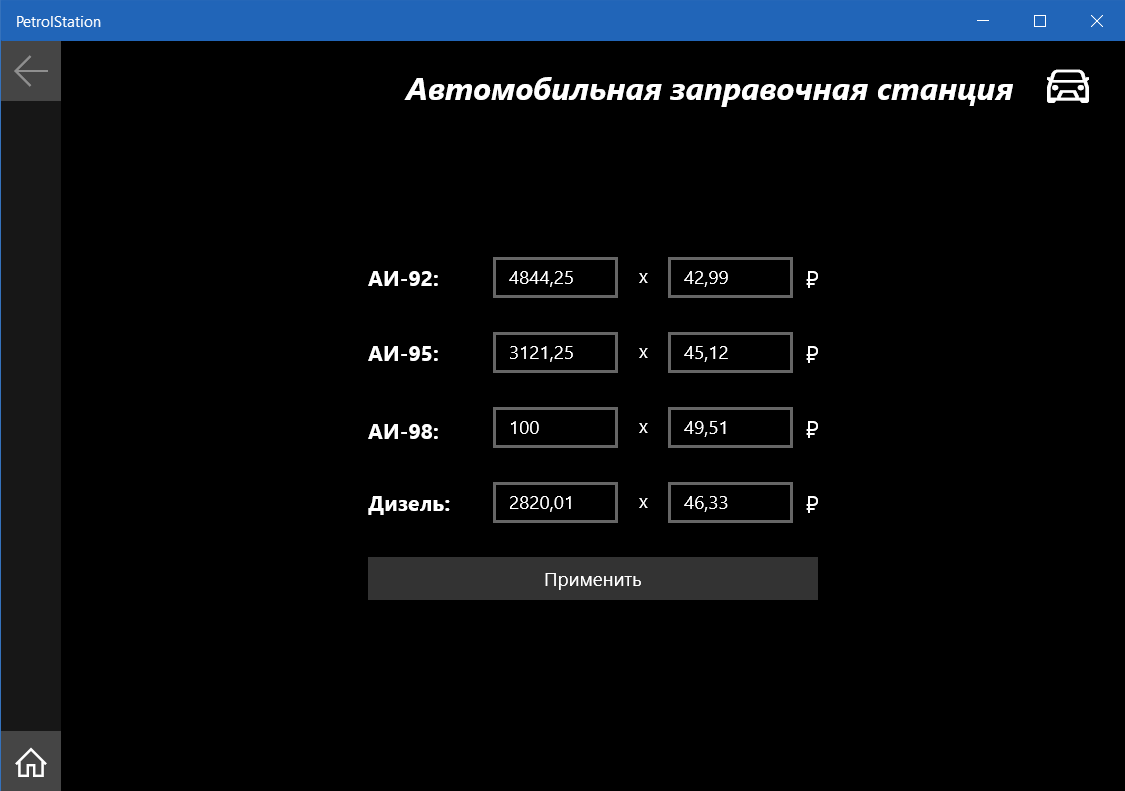 PetrolStation
Автомобильная заправочная станция
АИ-92: 4844,25 x 42,99 ₽
АИ-95: 3121,25 x 45,12 ₽
АИ-98: 100 x 49,51 ₽
Дизель: 2820,01 x 46,33 ₽
Применить